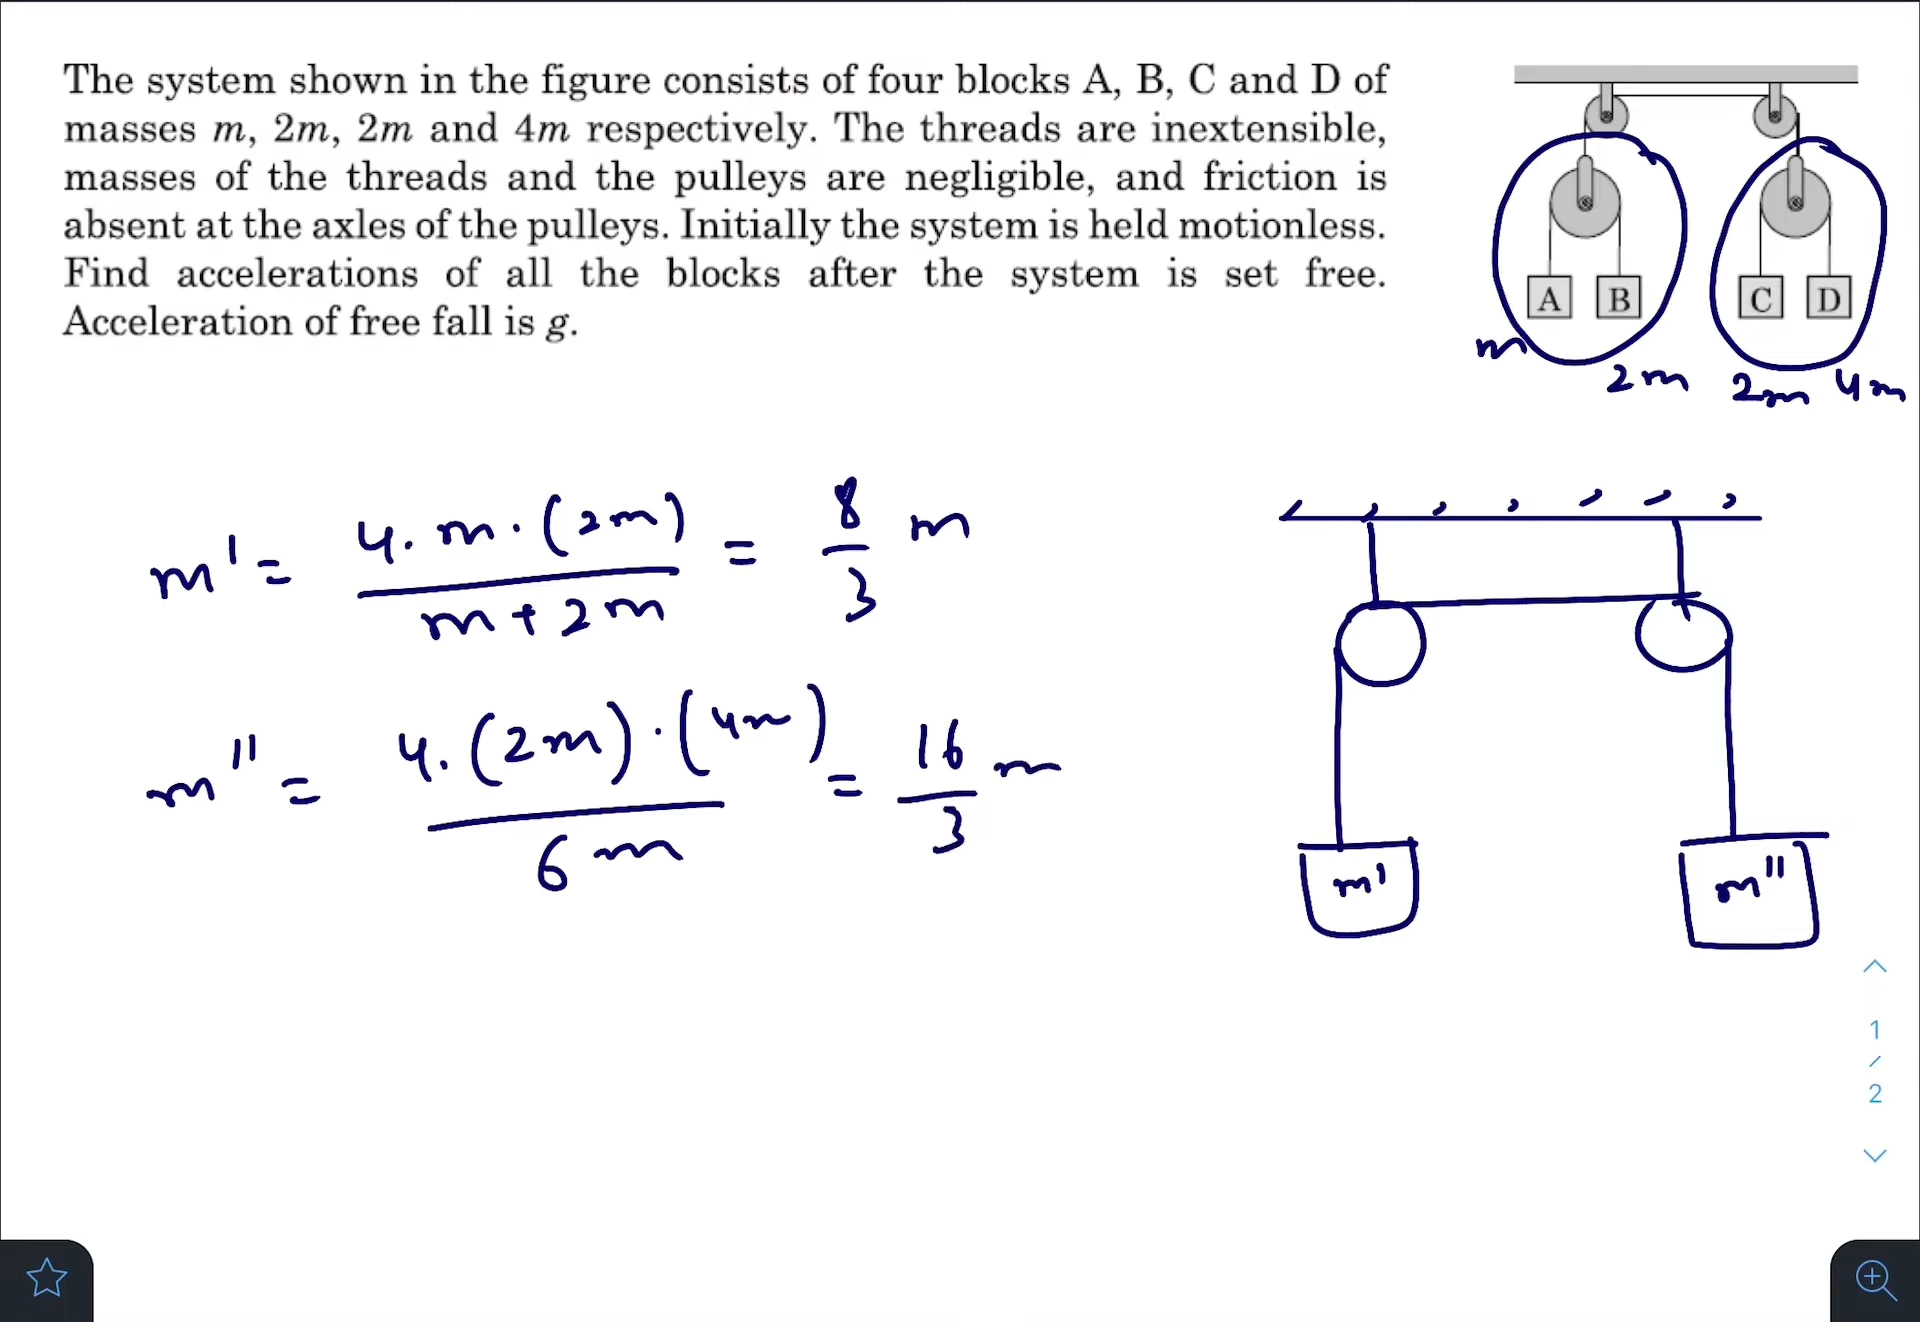 The system shown in the figure consists of four blocks A, B, C and D of
masses m, 2m, 2m and 4m respectively. The threads are inextensible,
masses of the threads and the pulleys are negligible, and friction is
absent at the axles of the pulleys. Initially the system is held motionless.
Find accelerations of all the blocks after the system is set free.
Acceleration of free fall is g.
A B C D
m 2m 2m 4m
m' = 4.m.(2m) / m+2m = 8/3 m
m'' = 4.(2m).(4m) / 6m = 16/3 m
m' m''
1
/
2